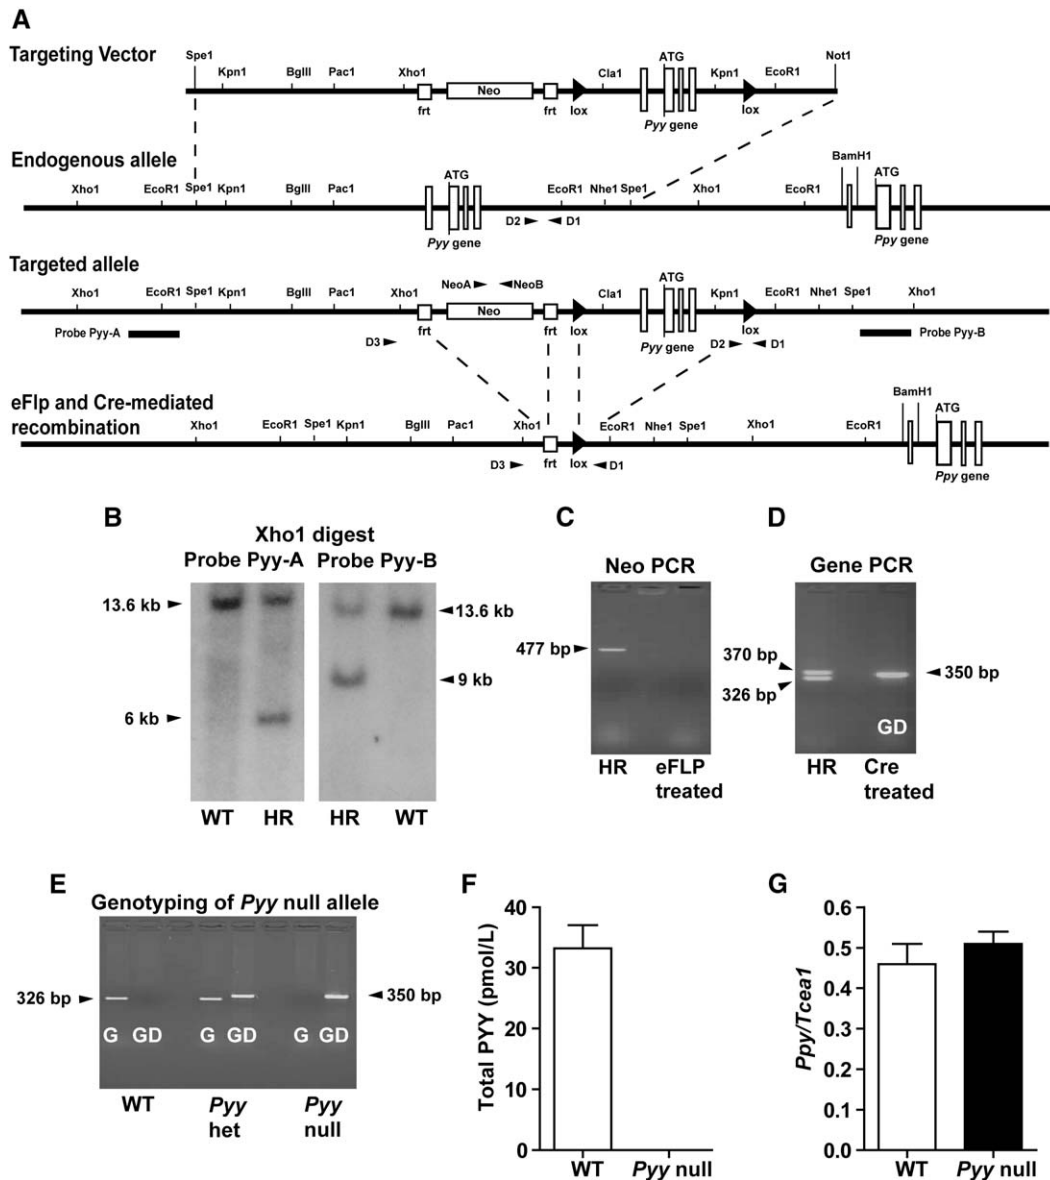 A
Targeting Vector
Spe1
Kpn1
BgIII
Pac1
Xho1
frt
Neo
frt
lox
Cla1
ATG
Pyy gene
Kpn1
lox
EcoR1
Not1
Endogenous allele
Xho1
EcoR1
Spe1
Kpn1
BgIII
Pac1
ATG
Pyy gene
D2
D1
EcoR1
Nhe1
Spe1
Xho1
EcoR1
BamH1
ATG
Ppy gene
Targeted allele
Xho1
EcoR1
Spe1
Kpn1
BgIII
Pac1
Xho1
NeoA
NeoB
Neo
frt
lox
Cla1
ATG
Pyy gene
Kpn1
lox
EcoR1
Nhe1
Spe1
Xho1
Probe Pyy-A
D3
D2
D1
Probe Pyy-B
eFlp and Cre-mediated
recombination
Xho1
EcoR1
Spe1
Kpn1
BgIII
Pac1
Xho1
D3
frt
lox
D1
EcoR1
Nhe1
Spe1
Xho1
EcoR1
BamH1
ATG
Ppy gene
B
Xho1 digest
Probe Pyy-A Probe Pyy-B
13.6 kb
6 kb
13.6 kb
9 kb
WT HR HR WT
C
Neo PCR
477 bp
HR eFLP
treated
D
Gene PCR
370 bp
326 bp
350 bp
GD
HR Cre
treated
E
Genotyping of Pyy null allele
326 bp
350 bp
G GD G GD G GD
WT Pyy Pyy
het null
F
Total PYY (pmol/L)
40
30
20
10
0
WT Pyy null
G
Ppy/Tcea1
0.6
0.5
0.4
0.3
0.2
0.1
0.0
WT Pyy null